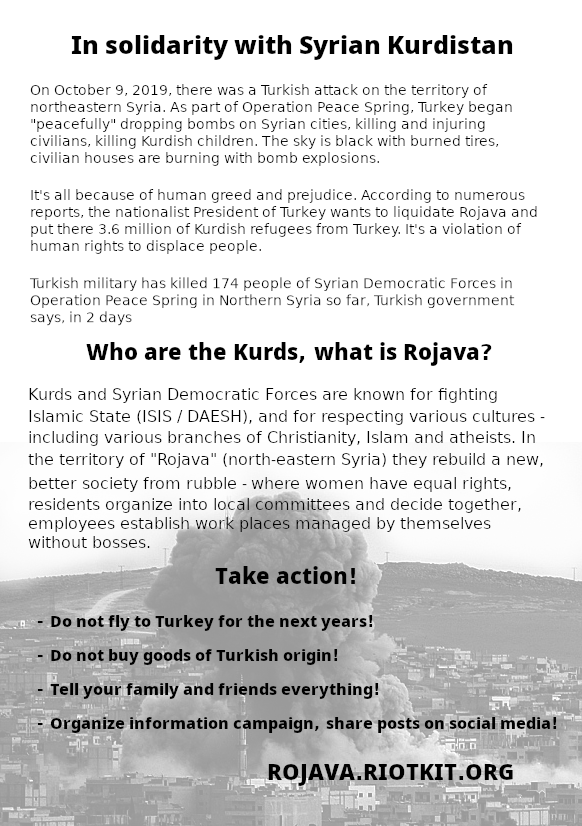 In solidarity with Syrian Kurdistan
On October 9, 2019, there was a Turkish attack on the territory of
northeastern Syria. As part of Operation Peace Spring, Turkey began
"peacefully" dropping bombs on Syrian cities, killing and injuring
civilians, killing Kurdish children. The sky is black with burned tires,
civilian houses are burning with bomb explosions.
It's all because of human greed and prejudice. According to numerous
reports, the nationalist President of Turkey wants to liquidate Rojava and
put there 3.6 million of Kurdish refugees from Turkey. It's a violation of
human rights to displace people.
Turkish military has killed 174 people of Syrian Democratic Forces in
Operation Peace Spring in Northern Syria so far, Turkish government
says, in 2 days
Who are the Kurds, what is Rojava?
Kurds and Syrian Democratic Forces are known for fighting
Islamic State (ISIS / DAESH), and for respecting various cultures -
including various branches of Christianity, Islam and atheists. In
the territory of "Rojava" (north-eastern Syria) they rebuild a new,
better society from rubble - where women have equal rights,
residents organize into local committees and decide together,
employees establish work places managed by themselves
without bosses.
Take action!
- Do not fly to Turkey for the next years!
- Do not buy goods of Turkish origin!
- Tell your family and friends everything!
- Organize information campaign, share posts on social media!
ROJAVA.RIOTKIT.ORG